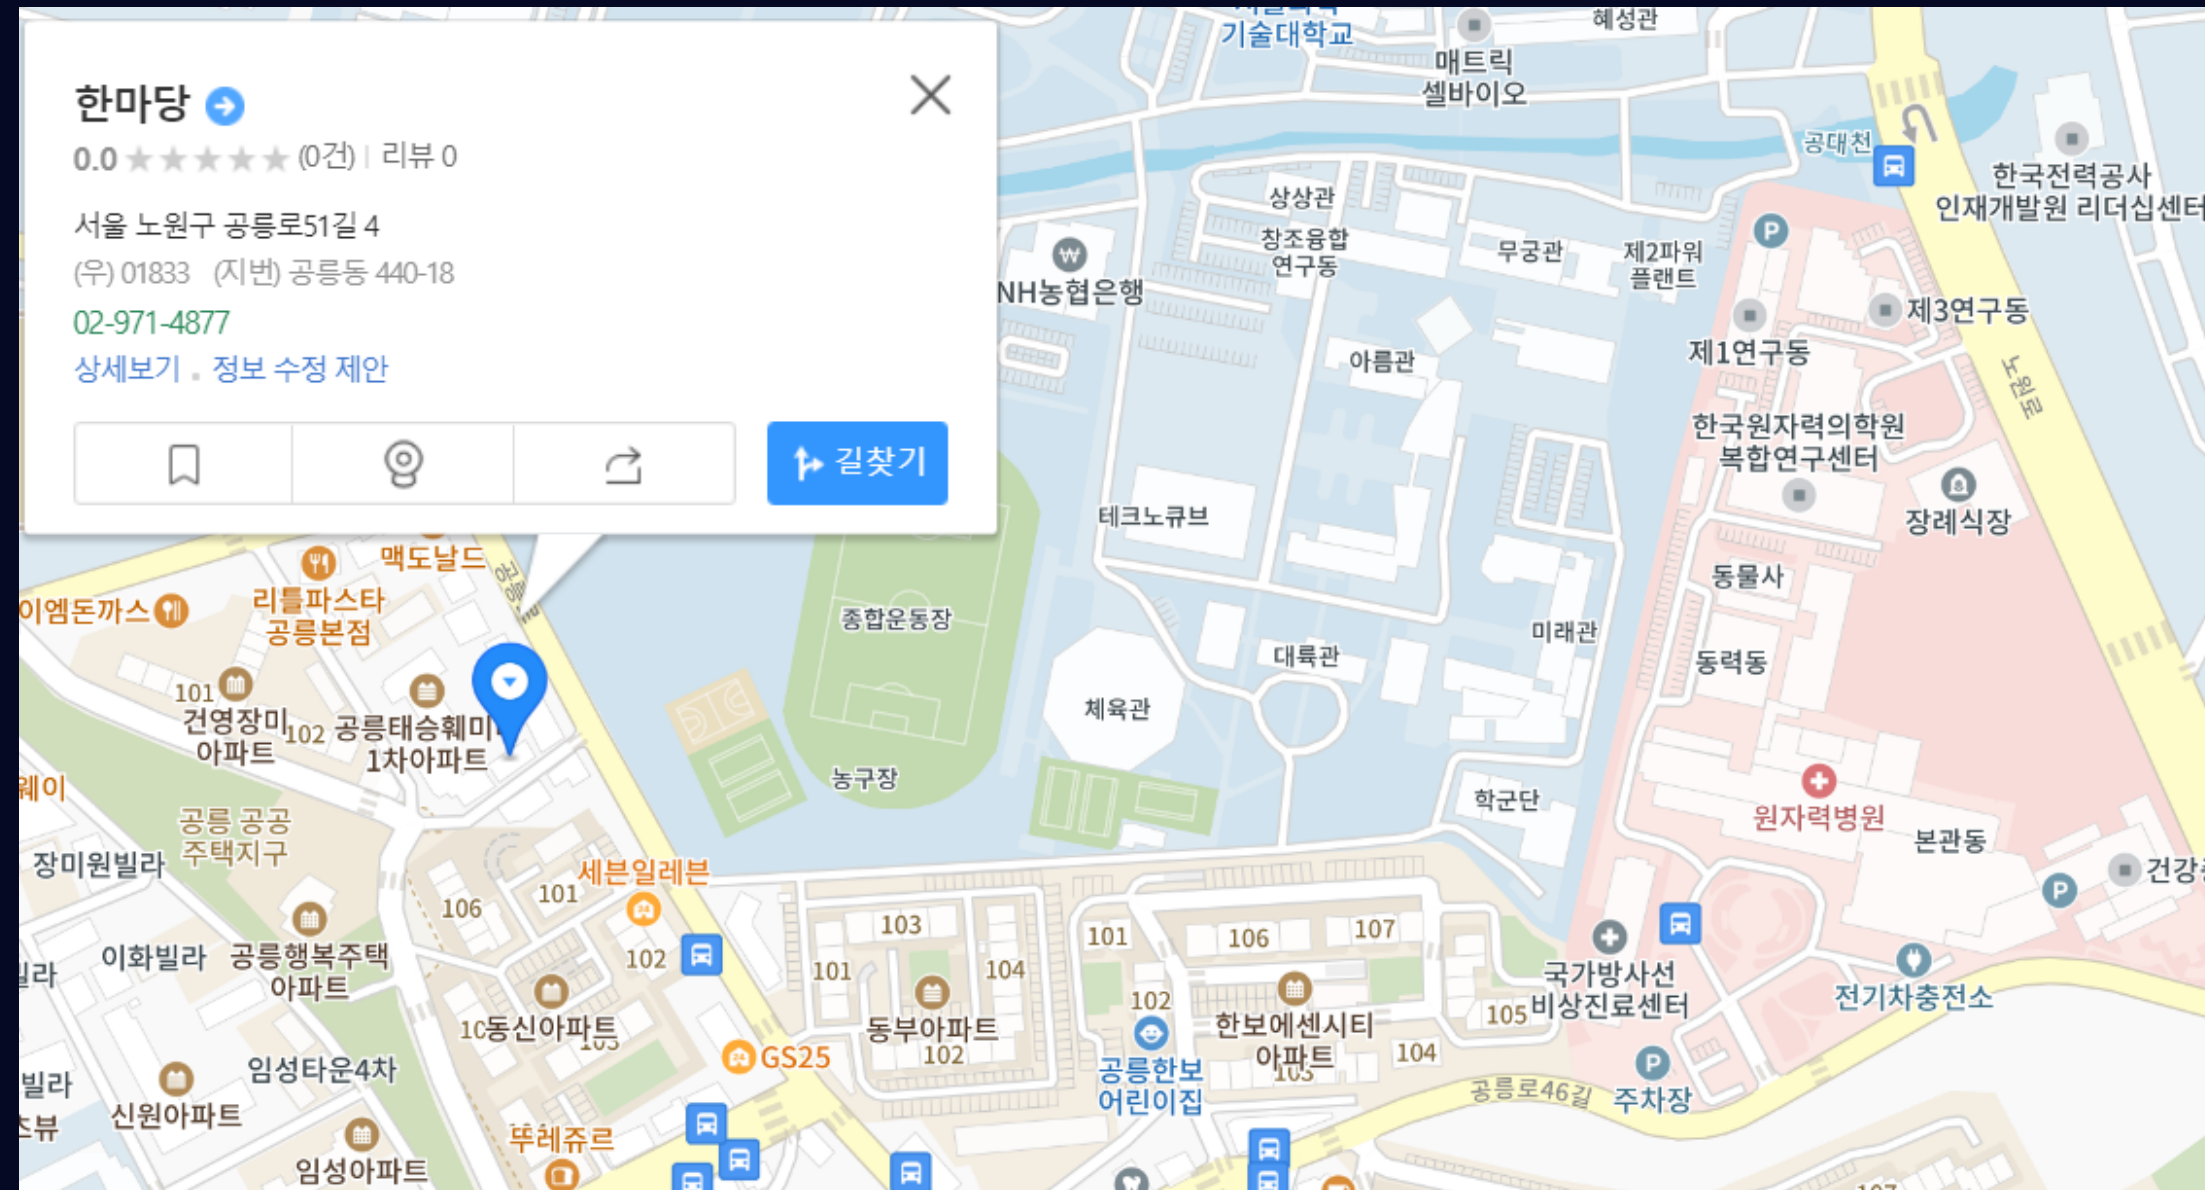 한마당
0.0 ★★★★★ (0건) | 리뷰 0
서울 노원구 공릉로51길 4
(우) 01833 (지번) 공릉동 440-18
02-971-4877
상세보기 . 정보 수정 제안
길찾기
기술대학교
혜성관
매트릭
셀바이오
공대천
한국전력공사
인재개발원 리더십센터
상상관
창조융합
연구동
무궁관
제2파워
플랜트
NH농협은행
제3연구동
제1연구동
아름관
노원로
한국원자력의학원
복합연구센터
장례식장
테크노큐브
맥도날드
리틀파스타
공릉본점
이엠돈까스
종합운동장
동물사
미래관
대륙관
동력동
101
건영장미
아파트
102
공릉태승훼미
1차아파트
체육관
농구장
웨이
공릉 공공
주택지구
학군단
원자력병원
본관동
장미원빌라
세븐일레븐
건강
106
101
103
101
106
107
이화빌라
공릉행복주택
아파트
102
101
104
빌라
국가방사선
비상진료센터
전기차충전소
102
105
동신아파트
103
동부아파트
102
한보에센시티
아파트
103
104
GS25
공릉한보
어린이집
임성타운4차
빌라
신원아파트
공릉로46길
주차장
츠뷰
뚜레쥬르
임성아파트
107